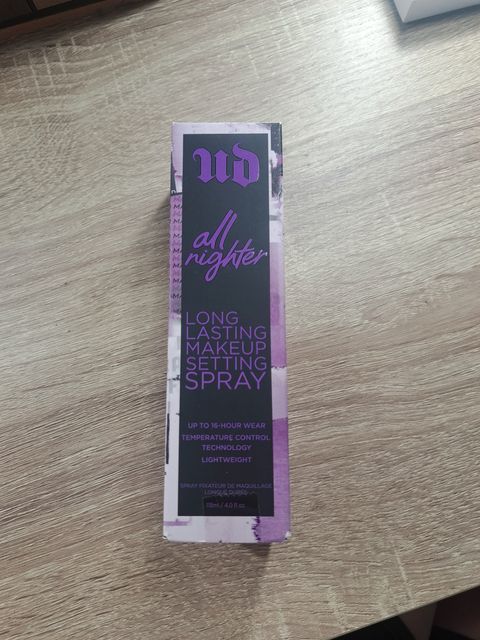 UD
all
nighter
LONG
LASTING
MAKEUP
SETTING
SPRAY
UP TO 16-HOUR WEAR
TEMPERATURE CONTROL
TECHNOLOGY
LIGHTWEIGHT
SPRAY FIXATEUR DE MAQUILLAGE
LONGUE DURÉE
118ml / 4.0 fl oz